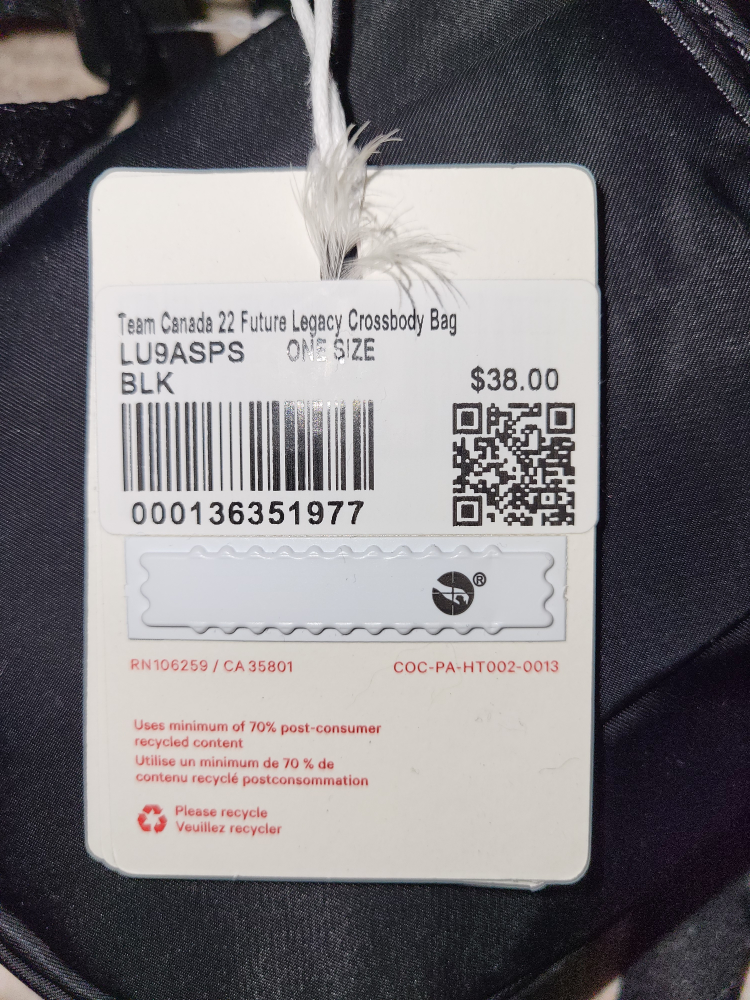 Team Canada 22 Future Legacy Crossbody Bag
LU9ASPS ONE SIZE
BLK $38.00
000136351977
®
RN106259 / CA 35801 COC-PA-HT002-0013
Uses minimum of 70% post-consumer
recycled content
Utilise un minimum de 70 % de
contenu recyclé postconsommation
Please recycle
Veuillez recycler